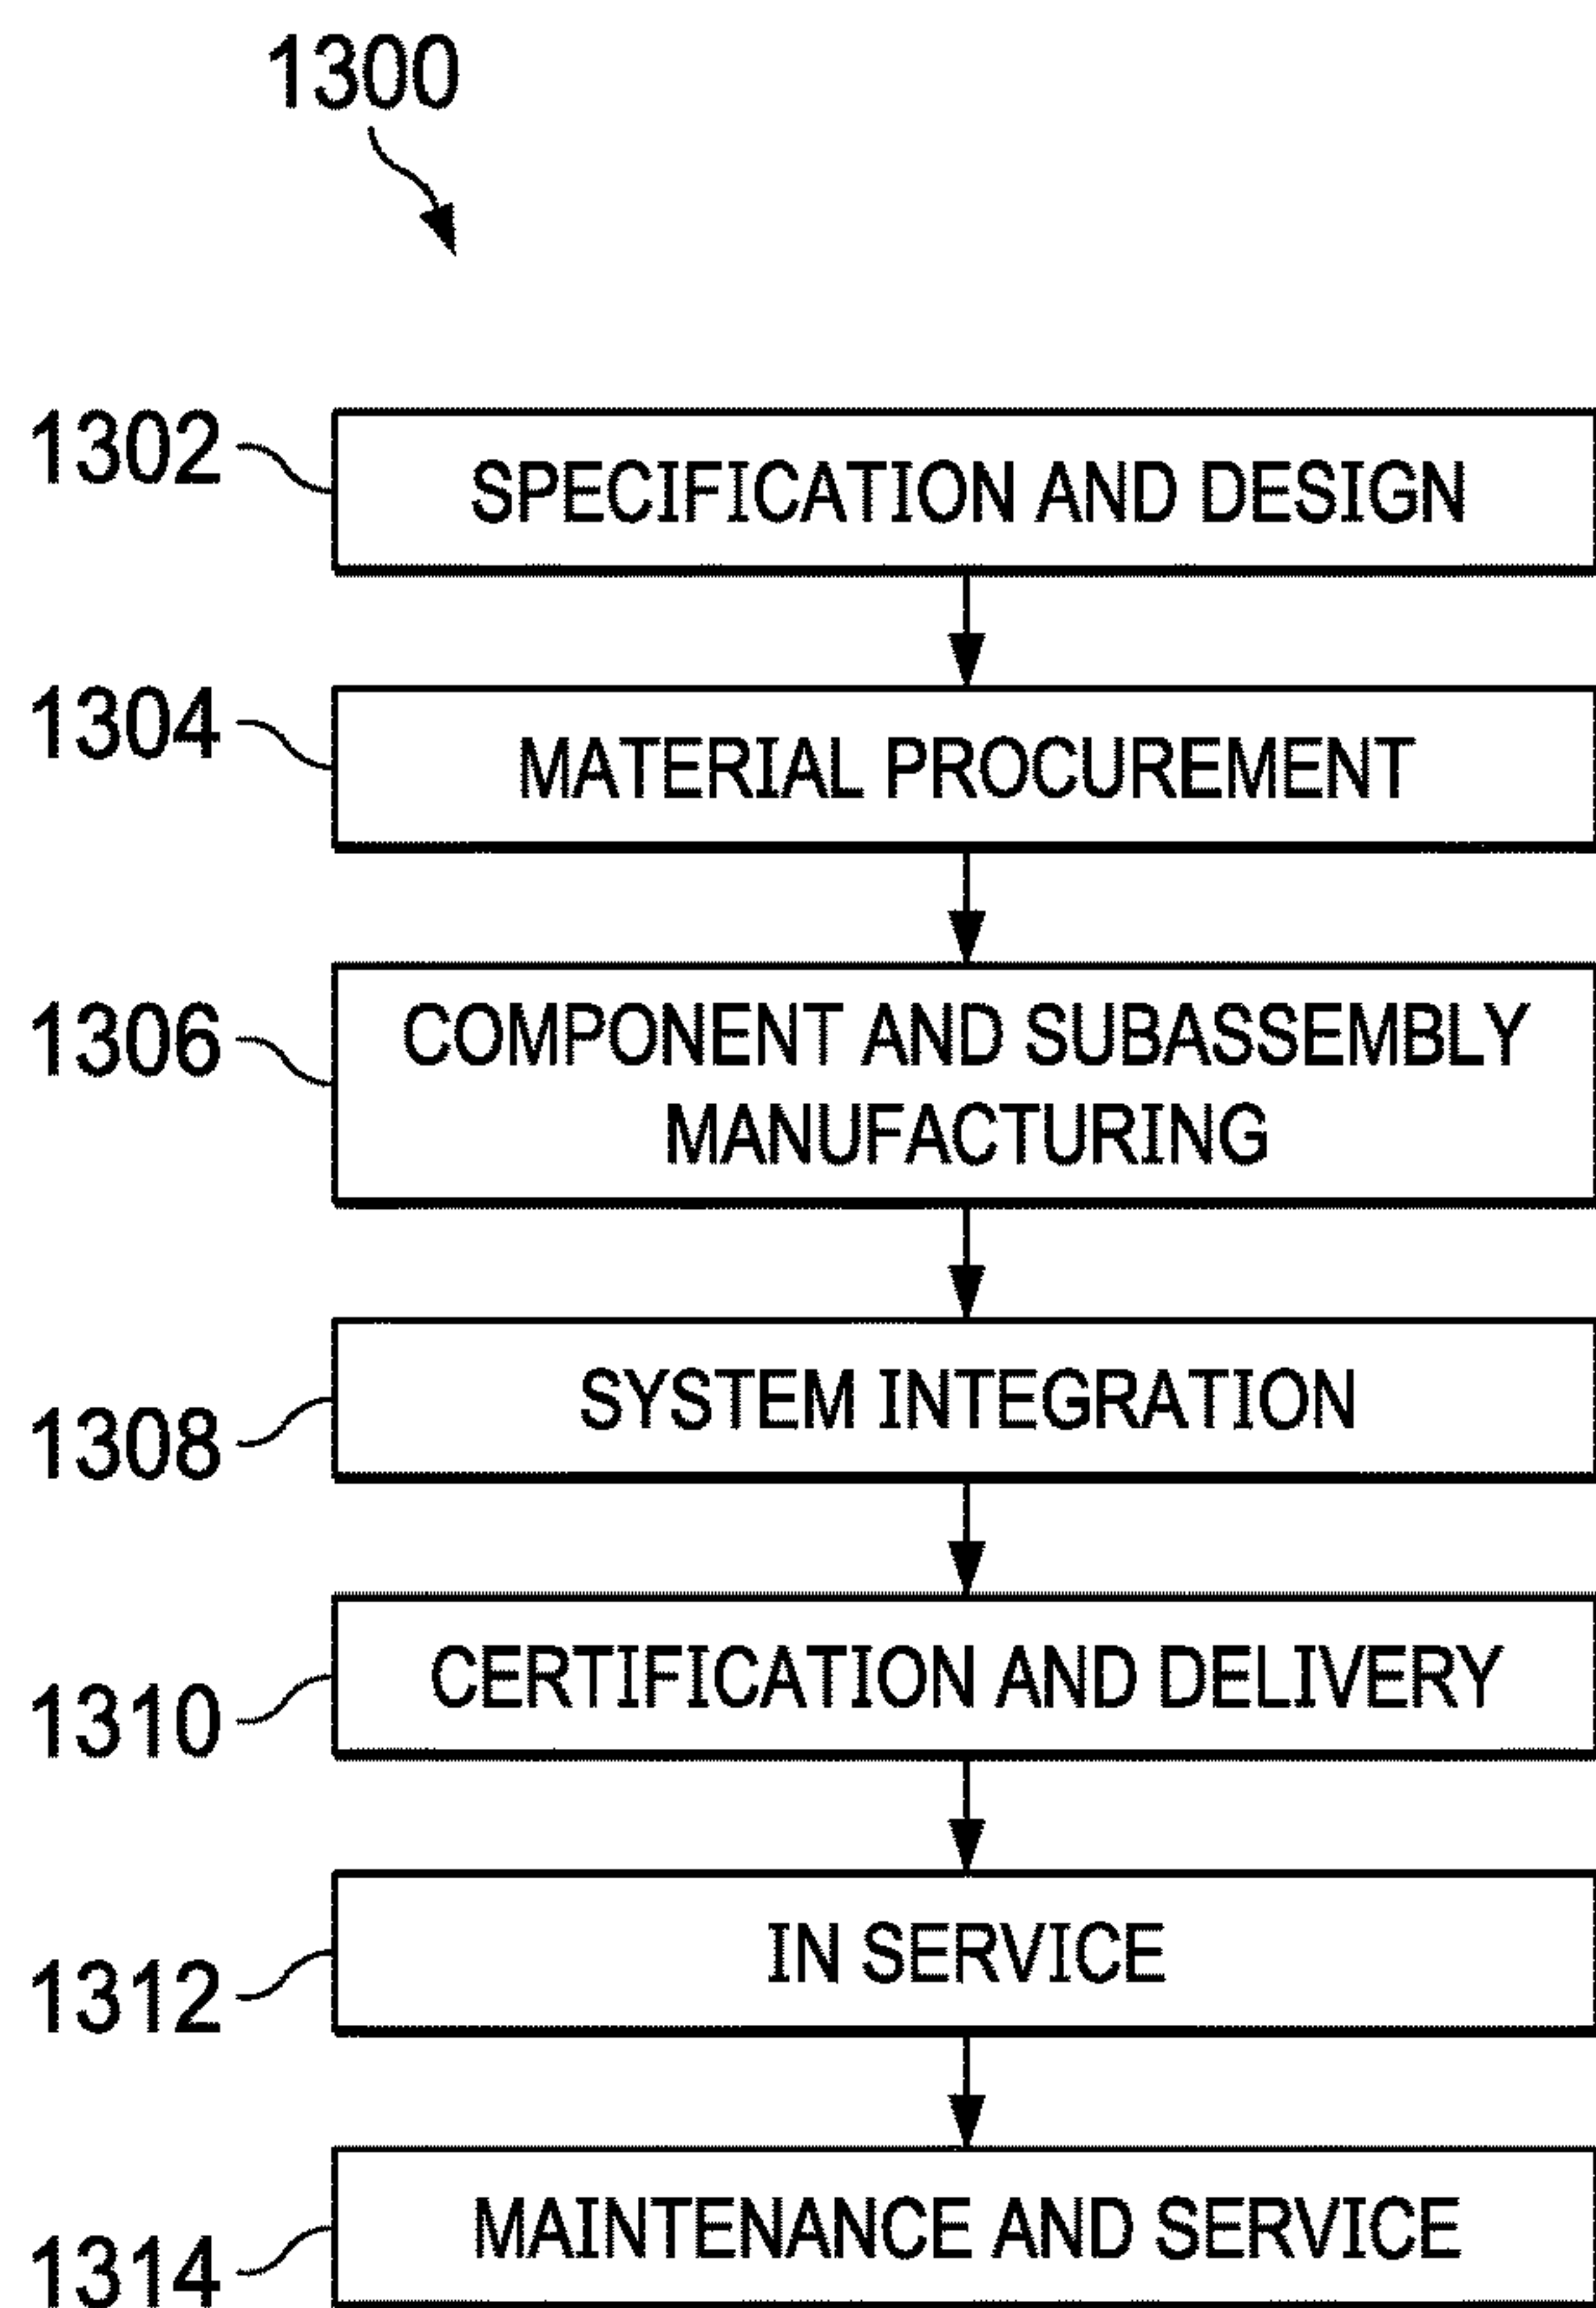 1300
1302 SPECIFICATION AND DESIGN
1304 MATERIAL PROCUREMENT
1306 COMPONENT AND SUBASSEMBLY
MANUFACTURING
1308 SYSTEM INTEGRATION
1310 CERTIFICATION AND DELIVERY
1312 IN SERVICE
1314 MAINTENANCE AND SERVICE